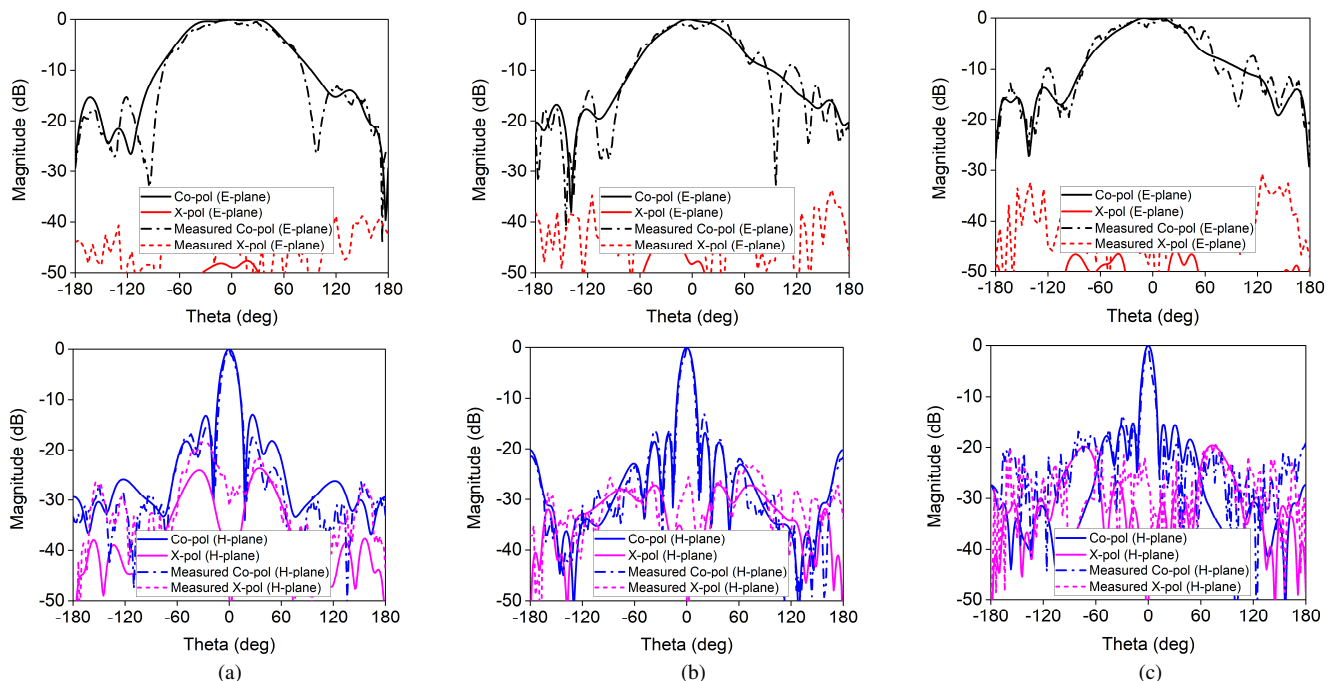 0
-10
-20
-30
-40
-50
Magnitude (dB)
Co-pol (E-plane)
X-pol (E-plane)
Measured Co-pol (E-plane)
Measured X-pol (E-plane)
-180 -120 -60 0 60 120 180
Theta (deg)
0
-10
-20
-30
-40
-50
Magnitude (dB)
Co-pol (E-plane)
X-pol (E-plane)
Measured Co-pol (E-plane)
Measured X-pol (E-plane)
-180 -120 -60 0 60 120 180
Theta (deg)
0
-10
-20
-30
-40
-50
Magnitude (dB)
Co-pol (E-plane)
X-pol (E-plane)
Measured Co-pol (E-plane)
Measured X-pol (E-plane)
-180 -120 -60 0 60 120 180
Theta (deg)
0
-10
-20
-30
-40
-50
Magnitude (dB)
Co-pol (H-plane)
X-pol (H-plane)
Measured Co-pol (H-plane)
Measured X-pol (H-plane)
-180 -120 -60 0 60 120 180
Theta (deg)
(a)
0
-10
-20
-30
-40
-50
Magnitude (dB)
Co-pol (H-plane)
X-pol (H-plane)
Measured Co-pol (H-plane)
Measured X-pol (H-plane)
-180 -120 -60 0 60 120 180
Theta (deg)
(b)
0
-10
-20
-30
-40
-50
Magnitude (dB)
Co-pol (H-plane)
X-pol (H-plane)
Measured Co-pol (H-plane)
Measured X-pol (H-plane)
-180 -120 -60 0 60 120 180
Theta (deg)
(c)